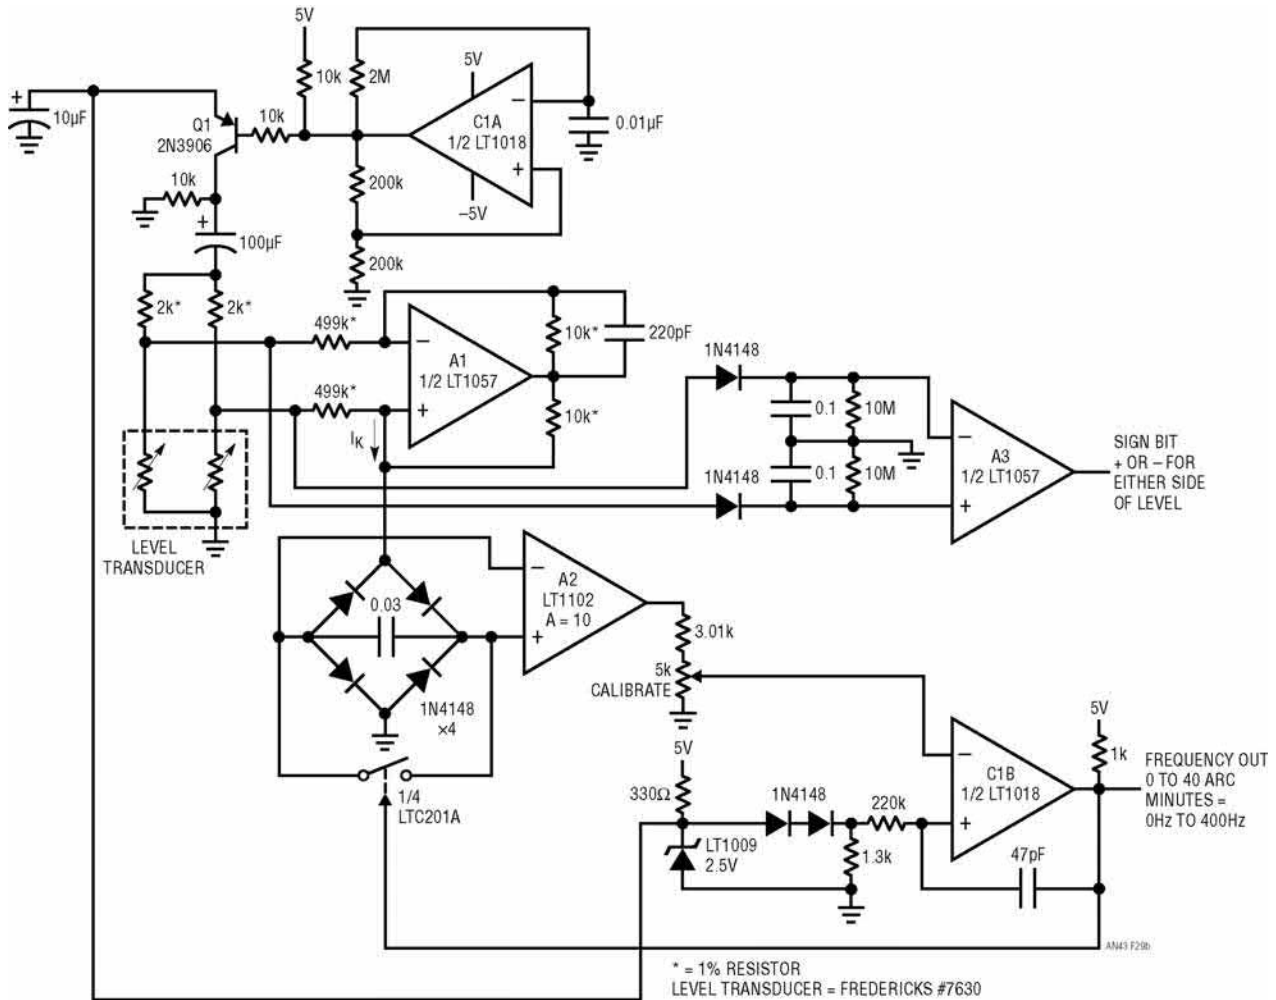 5V
10k
2M
5V
C1A
1/2 LT1018
–5V
0.01µF
+
10µF
Q1
2N3906
10k
10k
+
100µF
200k
200k
2k*
2k*
499k*
499k*
I_K
A1
1/2 LT1057
10k*
220pF
10k*
1N4148
0.1
10M
1N4148
0.1
10M
A3
1/2 LT1057
SIGN BIT
+ OR – FOR
EITHER SIDE
OF LEVEL
LEVEL
TRANSDUCER
0.03
1N4148
×4
A2
LT1102
A = 10
3.01k
5k
CALIBRATE
1/4
LTC201A
5V
330Ω
LT1009
2.5V
1N4148
220k
1.3k
C1B
1/2 LT1018
47pF
5V
1k
FREQUENCY OUT
0 TO 40 ARC
MINUTES =
0Hz TO 400Hz
AN43 F29b
* = 1% RESISTOR
LEVEL TRANSDUCER = FREDERICKS #7630